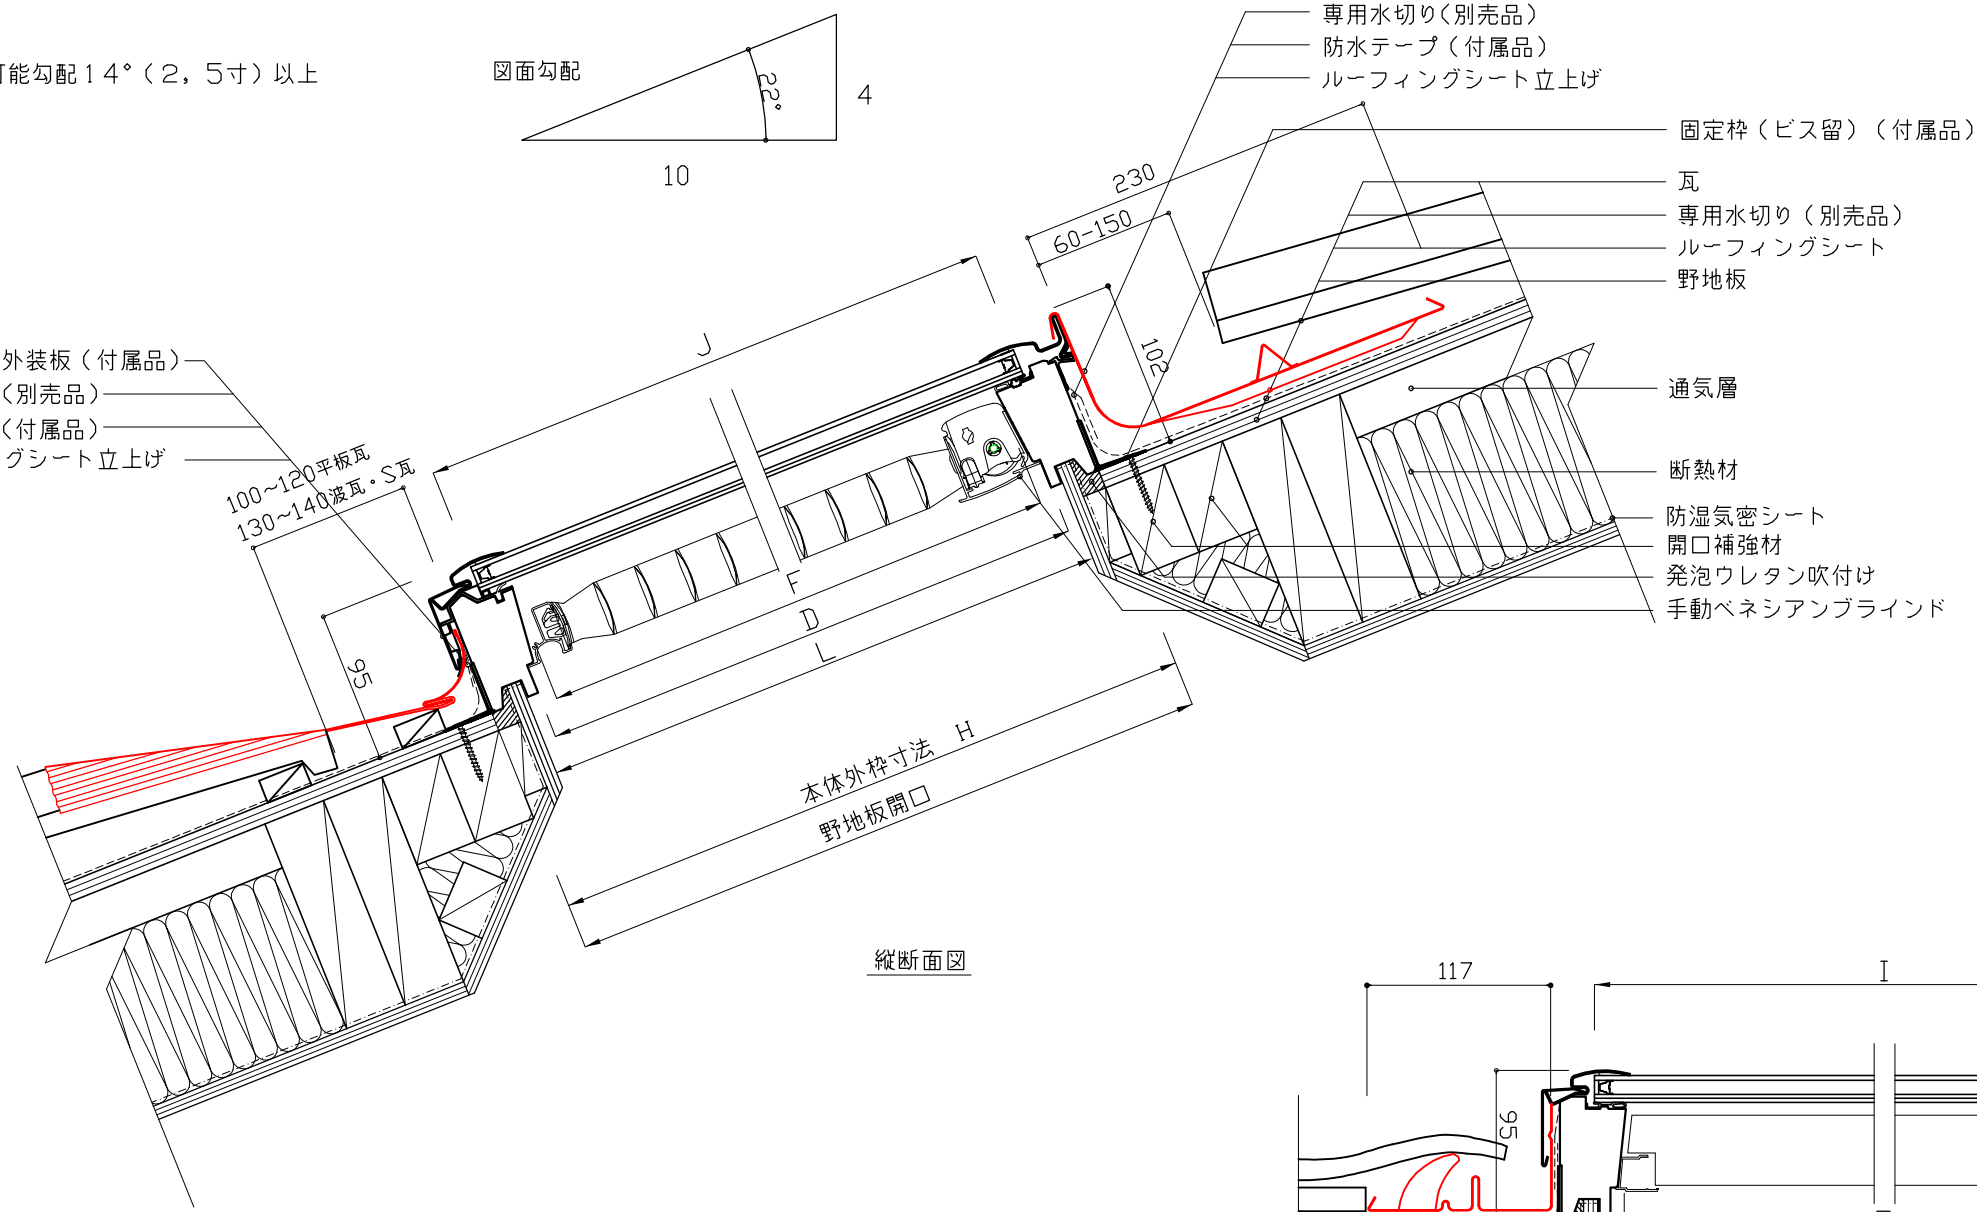 可能勾配14°（2，5寸）以上
図面勾配
22°
4
10
専用水切り（別売品）
防水テープ（付属品）
ルーフィングシート立上げ
固定枠（ビス留）（付属品）
瓦
専用水切り（別売品）
ルーフィングシート
野地板
230
60-150
102
J
外装板（付属品）
（別売品）
（付属品）
グシート立上げ
100~120平板瓦
130~140波瓦・S瓦
95
通気層
断熱材
防湿気密シート
開口補強材
発泡ウレタン吹付け
手動ベネシアンブラインド
F
D
L
本体外枠寸法 H
野地板開口
縦断面図
117
I
95